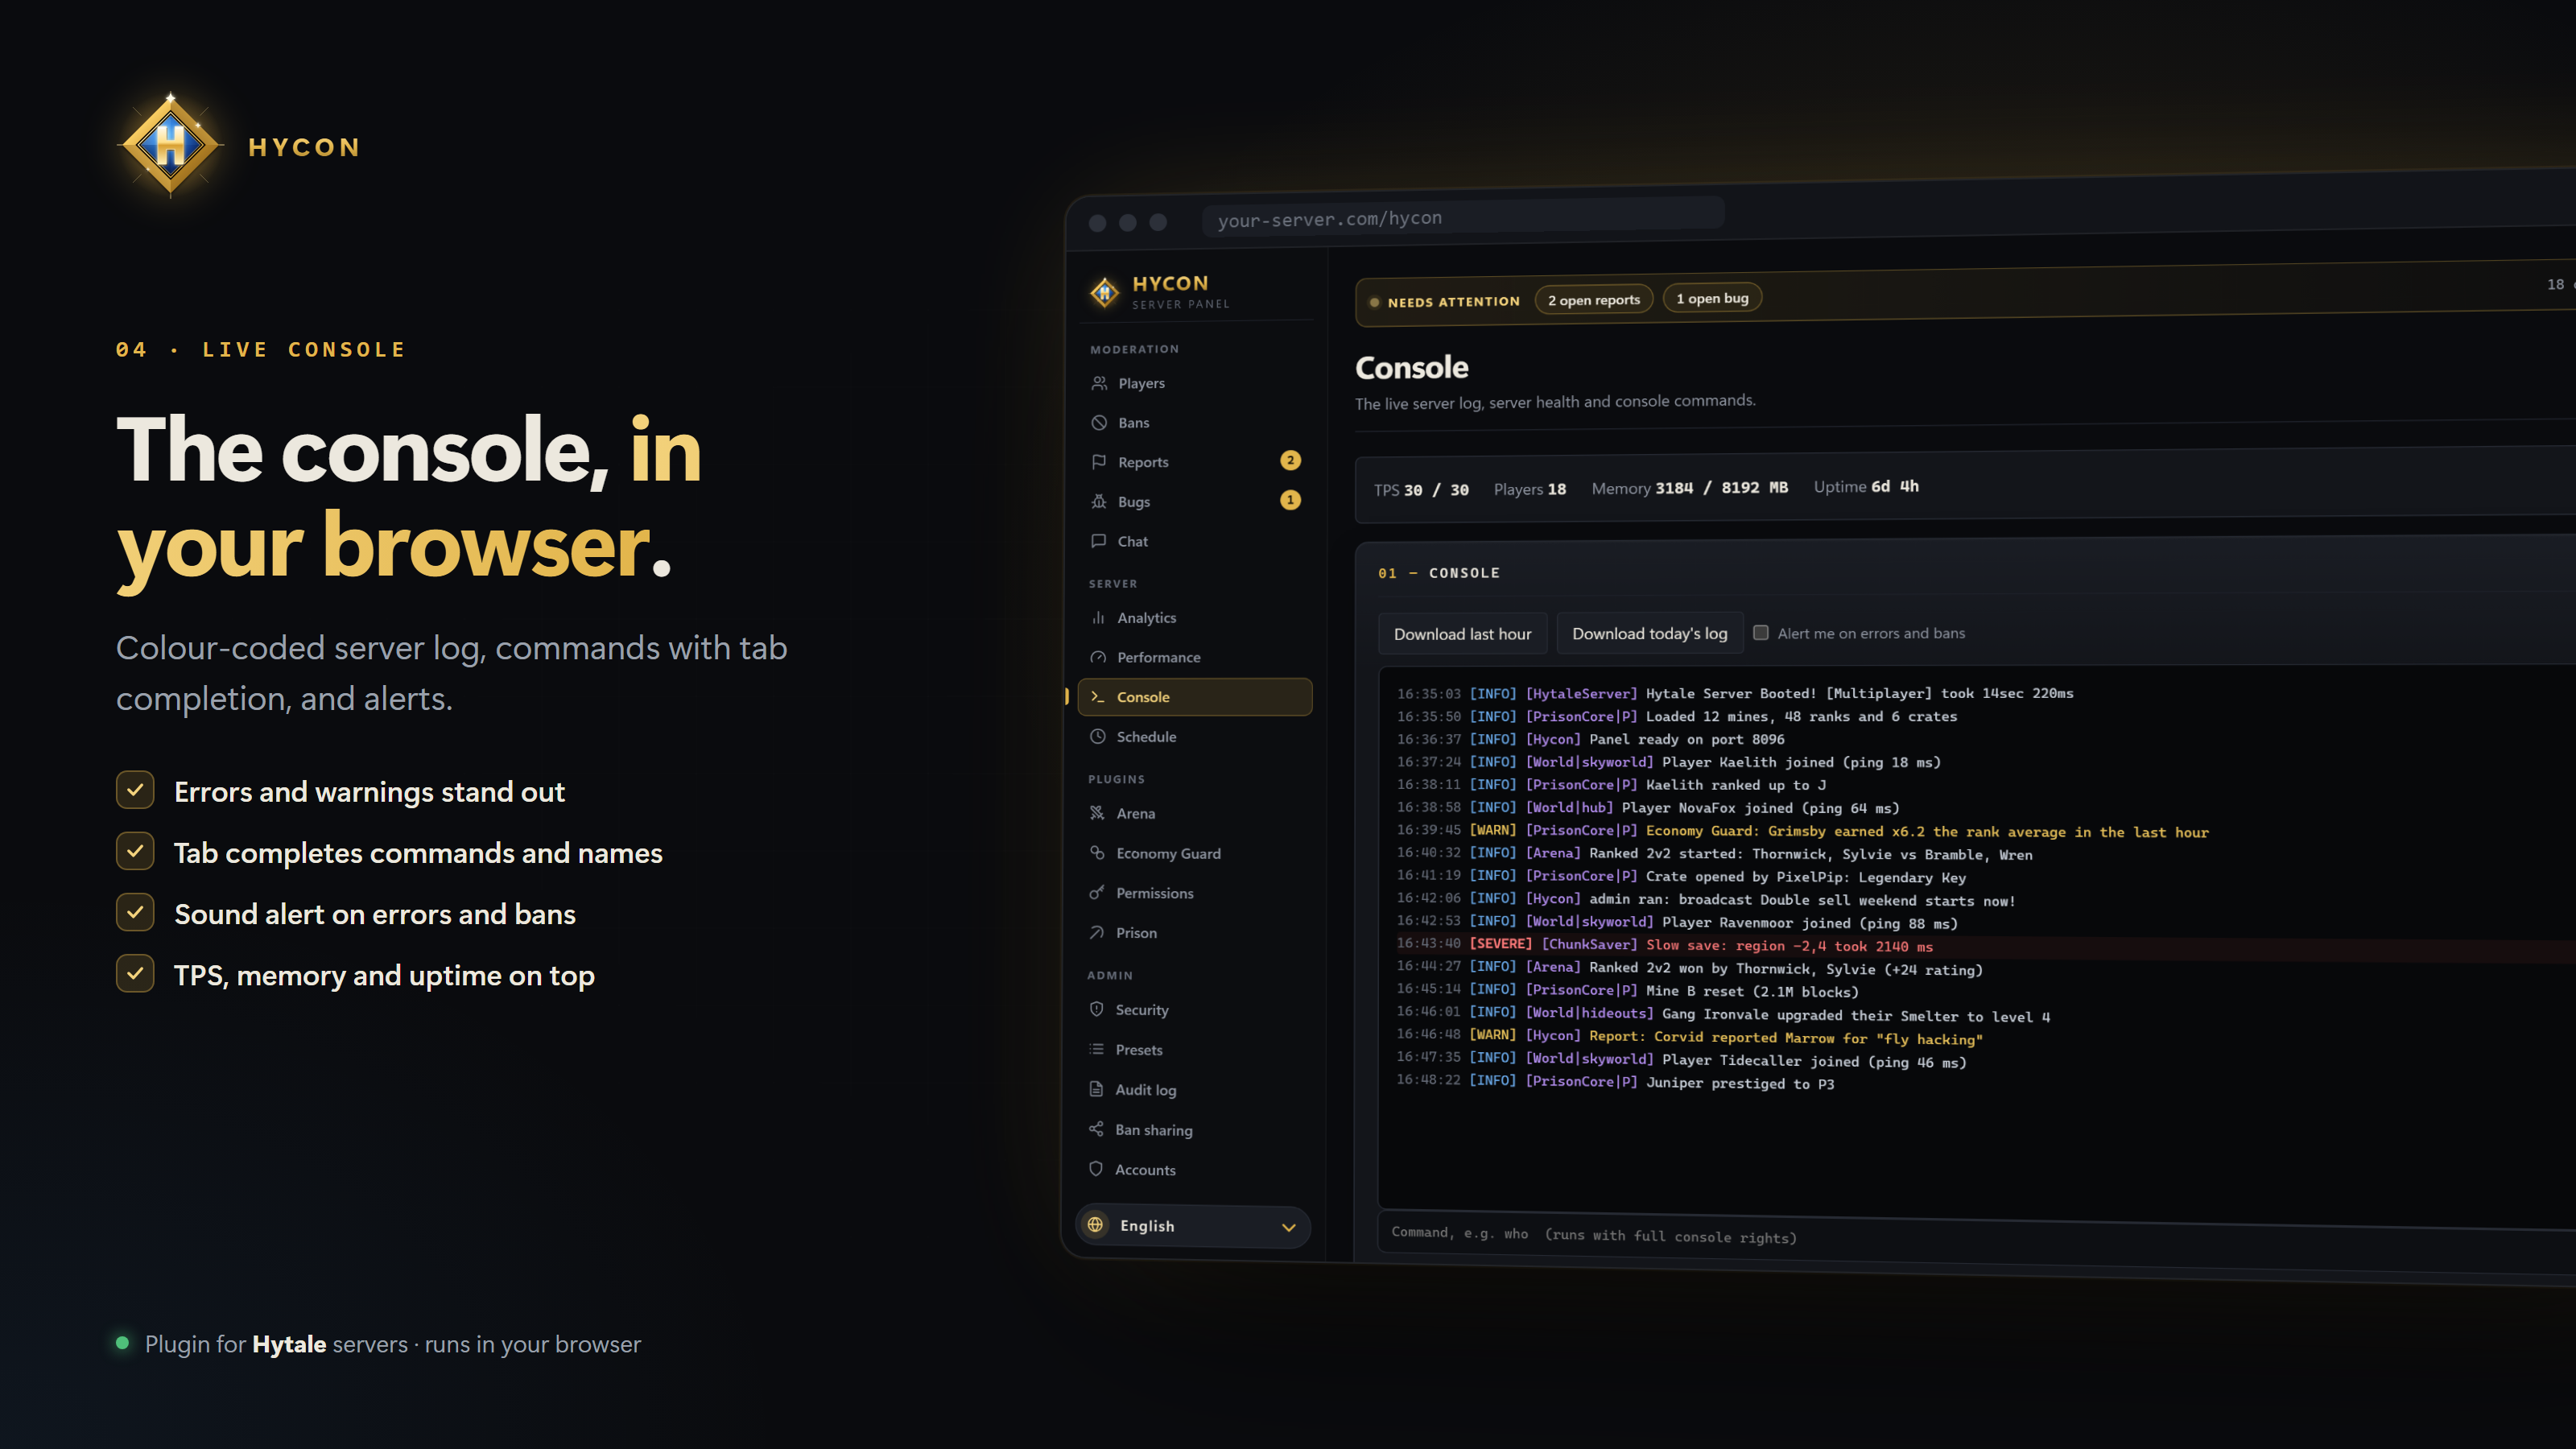 H
HYCON
04 · LIVE CONSOLE
The console, in
your browser.
Colour-coded server log, commands with tab
completion, and alerts.
Errors and warnings stand out
Tab completes commands and names
Sound alert on errors and bans
TPS, memory and uptime on top
Plugin for Hytale servers · runs in your browser
your-server.com/hycon
H
HYCON
SERVER PANEL
MODERATION
Players
Bans
Reports 2
Bugs 1
Chat
SERVER
Analytics
Performance
Console
Schedule
PLUGINS
Arena
Economy Guard
Permissions
Prison
ADMIN
Security
Presets
Audit log
Ban sharing
Accounts
English
NEEDS ATTENTION 2 open reports 1 open bug 18
Console
The live server log, server health and console commands.
TPS 30 / 30 Players 18 Memory 3184 / 8192 MB Uptime 6d 4h
01 — CONSOLE
Download last hour Download today's log Alert me on errors and bans
16:35:03 [INFO] [HytaleServer] Hytale Server Booted! [Multiplayer] took 14sec 220ms
16:35:50 [INFO] [PrisonCore|P] Loaded 12 mines, 48 ranks and 6 crates
16:36:37 [INFO] [Hycon] Panel ready on port 8096
16:37:24 [INFO] [World|skyworld] Player Kaelith joined (ping 18 ms)
16:38:11 [INFO] [PrisonCore|P] Kaelith ranked up to J
16:38:58 [INFO] [World|hub] Player NovaFox joined (ping 64 ms)
16:39:45 [WARN] [PrisonCore|P] Economy Guard: Grimsby earned x6.2 the rank average in the last hour
16:40:32 [INFO] [Arena] Ranked 2v2 started: Thornwick, Sylvie vs Bramble, Wren
16:41:19 [INFO] [PrisonCore|P] Crate opened by PixelPip: Legendary Key
16:42:06 [INFO] [Hycon] admin ran: broadcast Double sell weekend starts now!
16:42:53 [INFO] [World|skyworld] Player Ravenmoor joined (ping 88 ms)
16:43:40 [SEVERE] [ChunkSaver] Slow save: region -2,4 took 2140 ms
16:44:27 [INFO] [Arena] Ranked 2v2 won by Thornwick, Sylvie (+24 rating)
16:45:14 [INFO] [PrisonCore|P] Mine B reset (2.1M blocks)
16:46:01 [INFO] [World|hideouts] Gang Ironvale upgraded their Smelter to level 4
16:46:48 [WARN] [Hycon] Report: Corvid reported Marrow for "fly hacking"
16:47:35 [INFO] [World|skyworld] Player Tidecaller joined (ping 46 ms)
16:48:22 [INFO] [PrisonCore|P] Juniper prestiged to P3
Command, e.g. who (runs with full console rights)